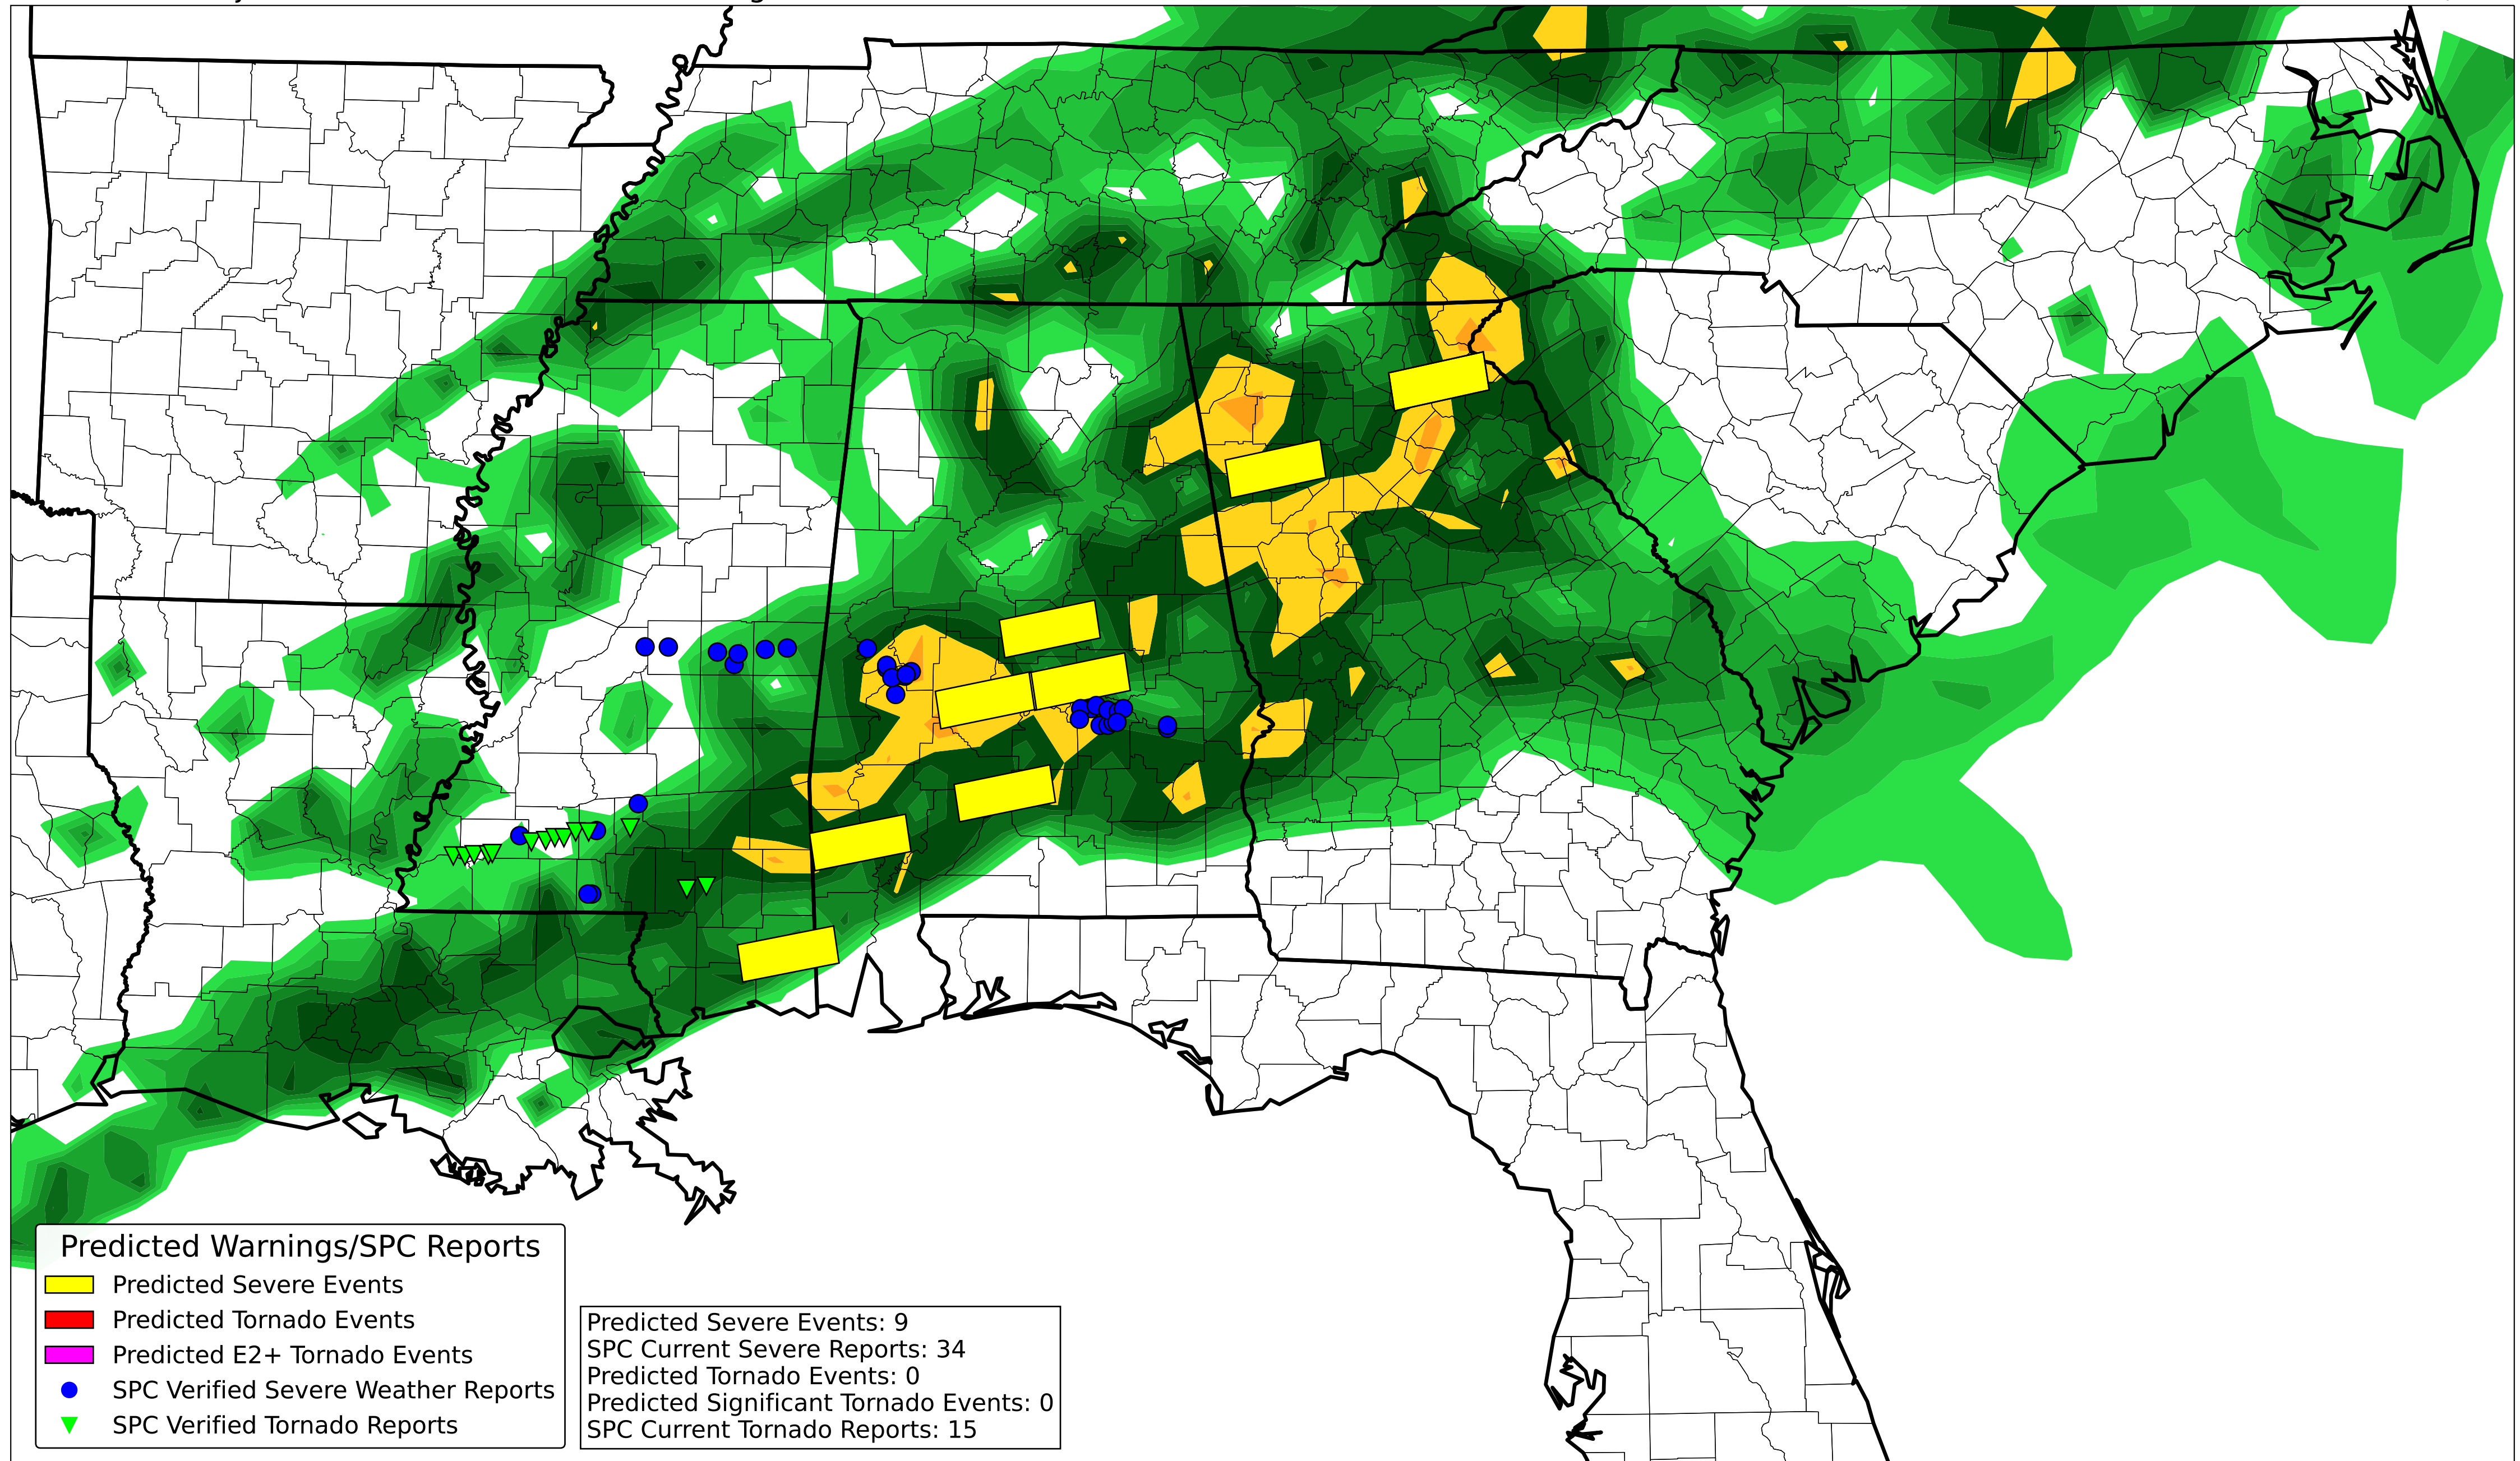 Predicted Warnings/SPC Reports
Predicted Severe Events
Predicted Tornado Events
Predicted E2+ Tornado Events
SPC Verified Severe Weather Reports
SPC Verified Tornado Reports
Predicted Severe Events: 9
SPC Current Severe Reports: 34
Predicted Tornado Events: 0
Predicted Significant Tornado Events: 0
SPC Current Tornado Reports: 15